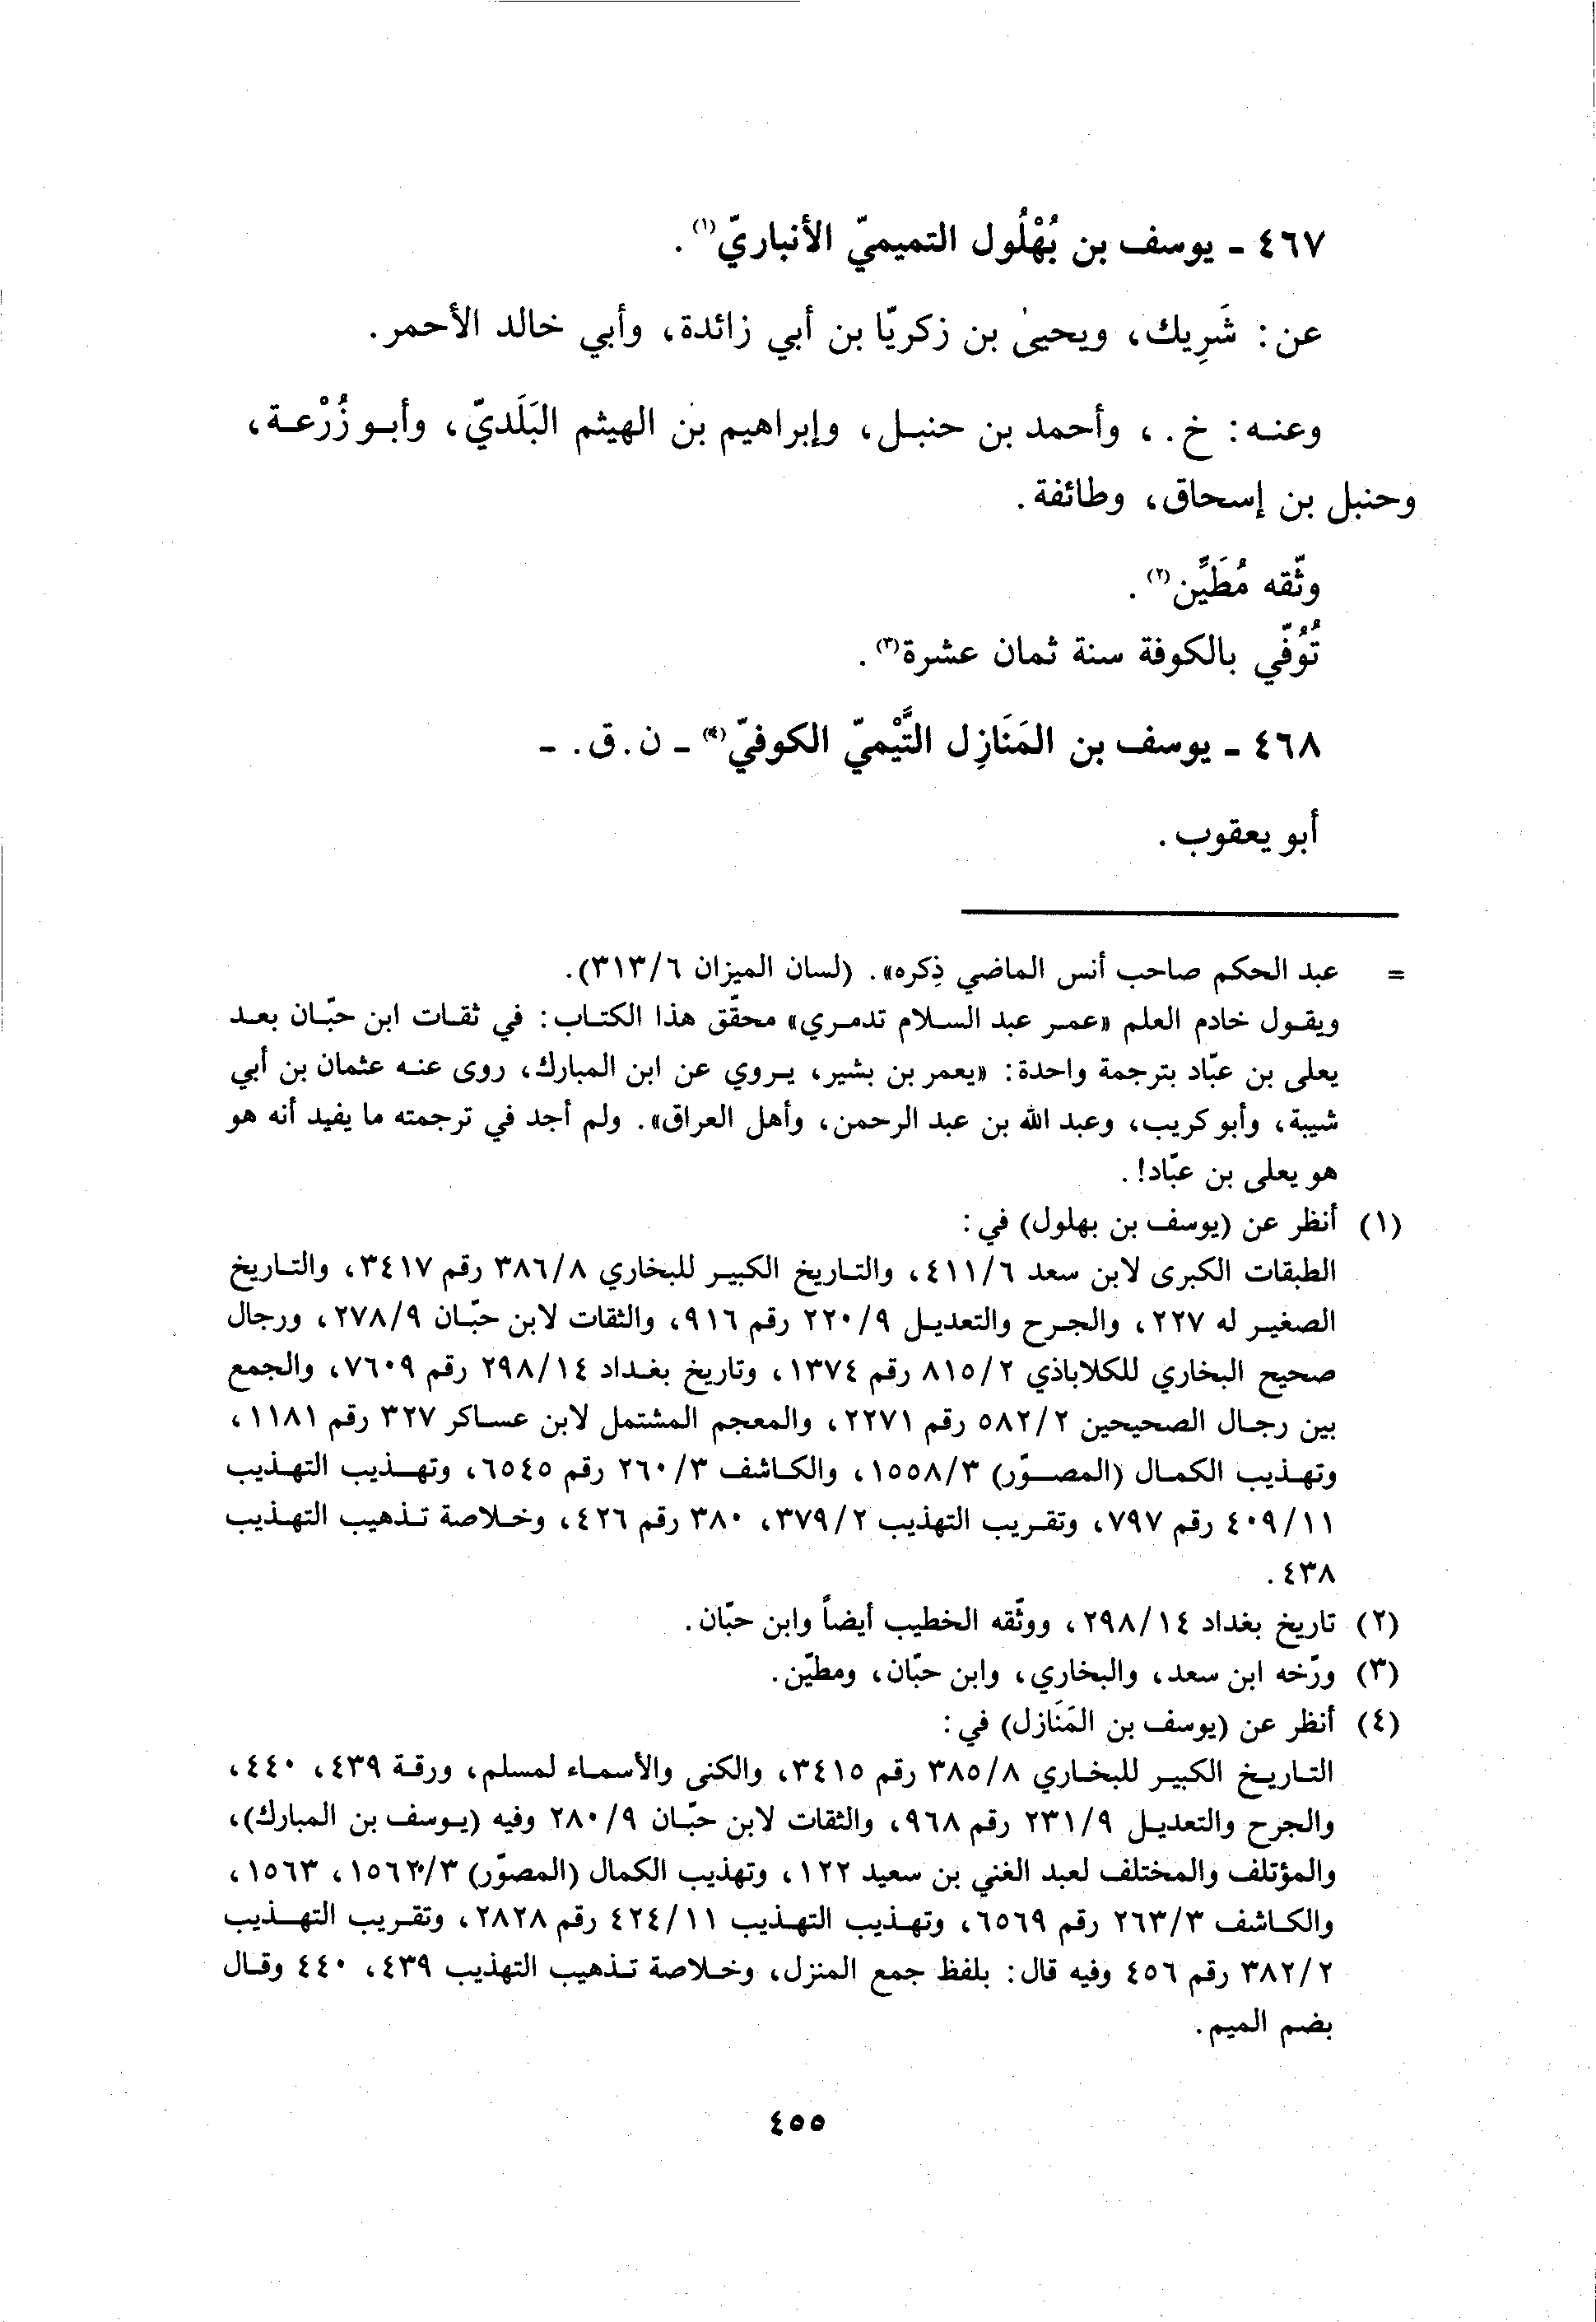 ٤٦٧ - يوسف بن بُهْلُول التميميّ الأنباريّ(١).
عن: شَرِيك، ويحيىٰ بن زكريّا بن أبي زائدة، وأبي خالد الأحمر.
وعنه: خ.، وأحمد بن حنبل، وإبراهيم بن الهيثم البَلَديّ، وأبو زُرْعة،
وحنبل بن إسحاق، وطائفة.
وثّقه مُطَيَّن(٢).
تُوُفّي بالكوفة سنة ثمان عشرة(٣).
٤٦٨ - يوسف بن المَنَازِل التَّيْميّ الكوفيّ(٤) - ن. ق. -
أبو يعقوب.
= عبد الحكم صاحب أنس الماضي ذِكره». (لسان الميزان ٣١٣/٦).
ويقول خادم العلم «عمر عبد السلام تدمري» محقّق هذا الكتاب: في ثقات ابن حبّان بعد
يعلى بن عبّاد بترجمة واحدة: «يعمر بن بشير، يروي عن ابن المبارك، روى عنه عثمان بن أبي
شيبة، وأبو كريب، وعبد الله بن عبد الرحمن، وأهل العراق». ولم أجد في ترجمته ما يفيد أنه هو
هو يعلى بن عبّاد!.
(١) أنظر عن (يوسف بن بهلول) في:
الطبقات الكبرى لابن سعد ٤١١/٦، والتاريخ الكبير للبخاري ٣٨٦/٨ رقم ٣٤١٧، والتاريخ
الصغير له ٢٢٧، والجرح والتعديل ٢٢٠/٩ رقم ٩١٦، والثقات لابن حبّان ٢٧٨/٩، ورجال
صحيح البخاري للكلاباذي ٨١٥/٢ رقم ١٣٧٤، وتاريخ بغداد ٢٩٨/١٤ رقم ٧٦٠٩، والجمع
بين رجال الصحيحين ٥٨٢/٢ رقم ٢٢٧١، والمعجم المشتمل لابن عساكر ٣٢٧ رقم ١١٨١،
وتهذيب الكمال (المصوّر) ١٥٥٨/٣، والكاشف ٢٦٠/٣ رقم ٦٥٤٥، وتهذيب التهذيب
٤٠٩/١١ رقم ٧٩٧، وتقريب التهذيب ٣٧٩/٢، ٣٨٠ رقم ٤٢٦، وخلاصة تذهيب التهذيب
٤٣٨.
(٢) تاريخ بغداد ٢٩٨/١٤، ووثّقه الخطيب أيضاً وابن حبّان.
(٣) ورّخه ابن سعد، والبخاري، وابن حبّان، ومطيّن.
(٤) أنظر عن (يوسف بن المَنَازل) في:
التاريخ الكبير للبخاري ٣٨٥/٨ رقم ٣٤١٥، والكنى والأسماء لمسلم، ورقة ٤٣٩، ٤٤٠،
والجرح والتعديل ٢٣١/٩ رقم ٩٦٨، والثقات لابن حبّان ٢٨٠/٩ وفيه (يوسف بن المبارك)،
والمؤتلف والمختلف لعبد الغني بن سعيد ١٢٢، وتهذيب الكمال (المصوّر) ١٥٦٢/٣، ١٥٦٣،
والكاشف ٢٦٣/٣ رقم ٦٥٦٩، وتهذيب التهذيب ٤٢٤/١١ رقم ٢٨٢٨، وتقريب التهذيب
٣٨٢/٢ رقم ٤٥٦ وفيه قال: بلفظ جمع المنزل، وخلاصة تذهيب التهذيب ٤٣٩، ٤٤٠ وقال
بضم الميم.
٤٥٥